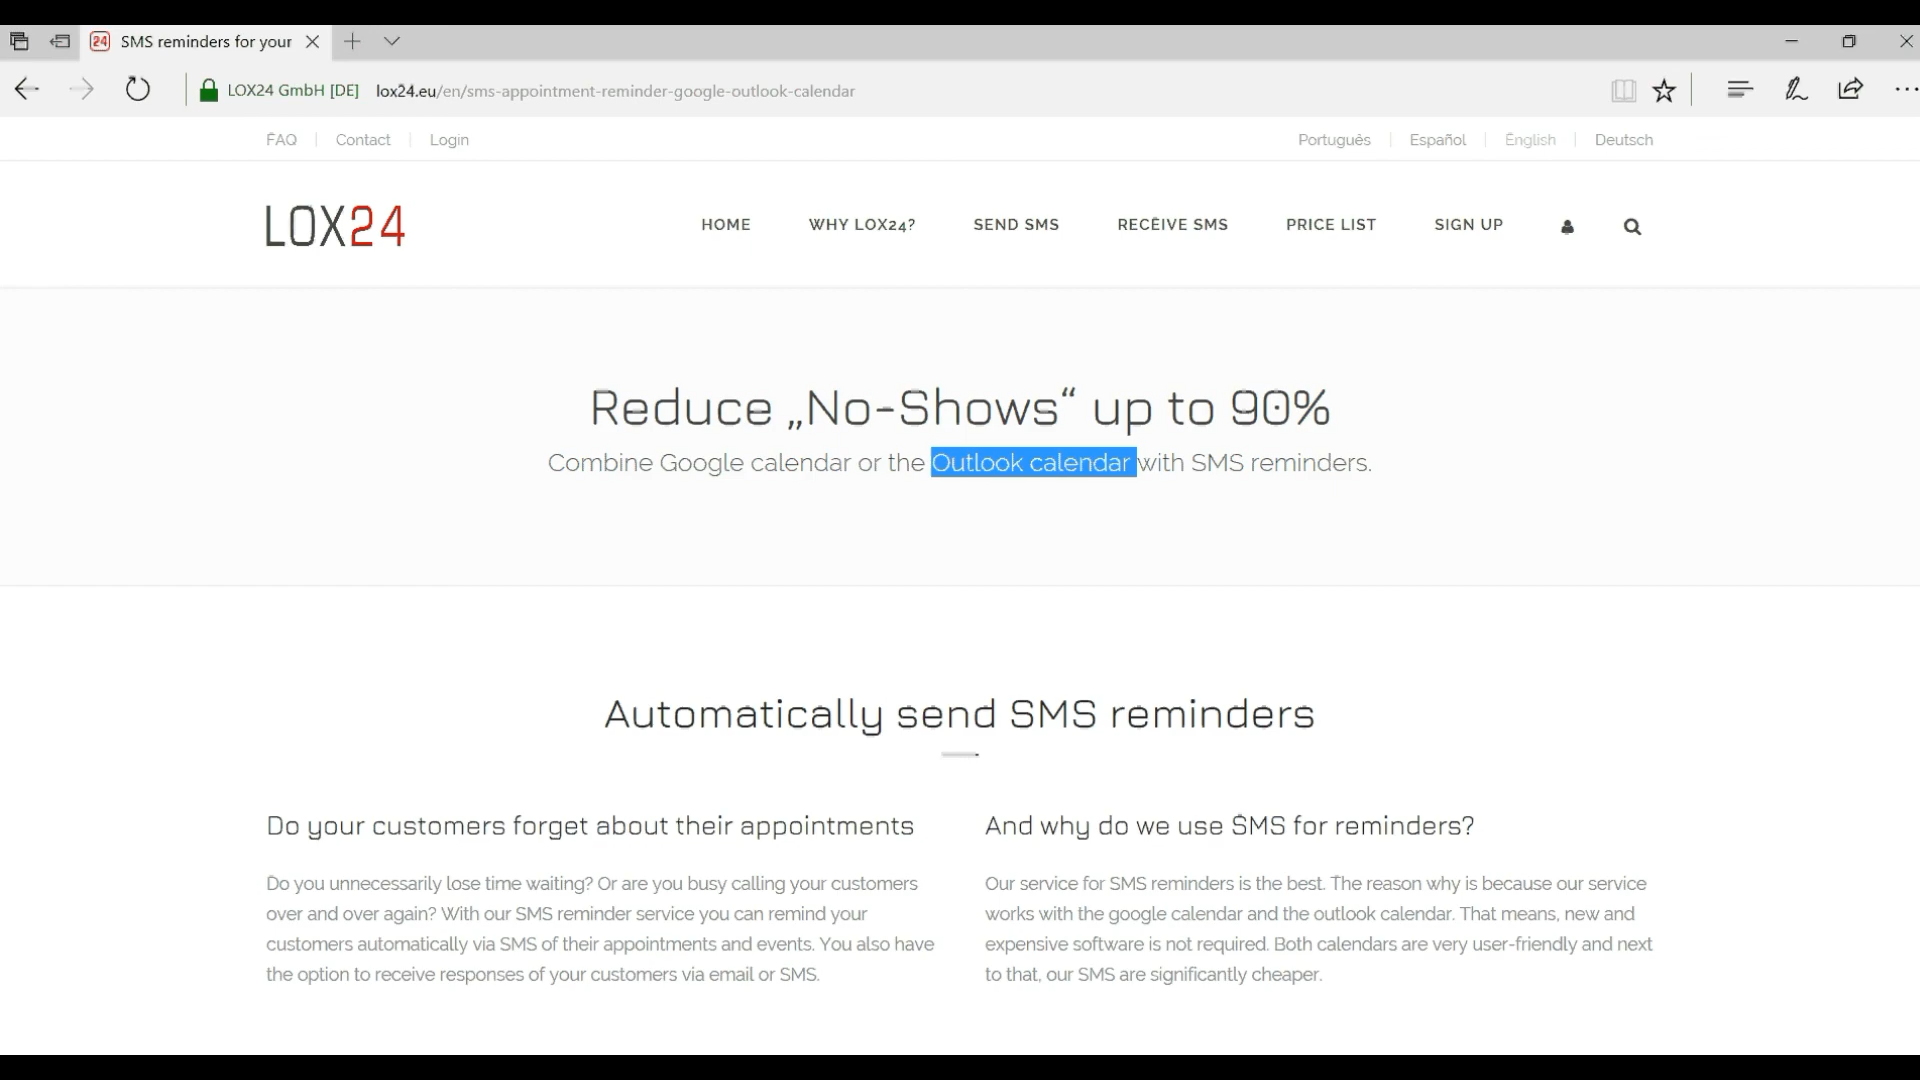 24 SMS reminders for your
LOX24 GmbH [DE] lox24.eu/en/sms-appointment-reminder-google-outlook-calendar
FAQ Contact Login
Português Español English Deutsch
LOX24
HOME WHY LOX24? SEND SMS RECEIVE SMS PRICE LIST SIGN UP
Reduce „No-Shows“ up to 90%
Combine Google calendar or the Outlook calendar with SMS reminders.
Automatically send SMS reminders
Do your customers forget about their appointments
Do you unnecessarily lose time waiting? Or are you busy calling your customers
over and over again? With our SMS reminder service you can remind your
customers automatically via SMS of their appointments and events. You also have
the option to receive responses of your customers via email or SMS.
And why do we use SMS for reminders?
Our service for SMS reminders is the best. The reason why is because our service
works with the google calendar and the outlook calendar. That means, new and
expensive software is not required. Both calendars are very user-friendly and next
to that, our SMS are significantly cheaper.